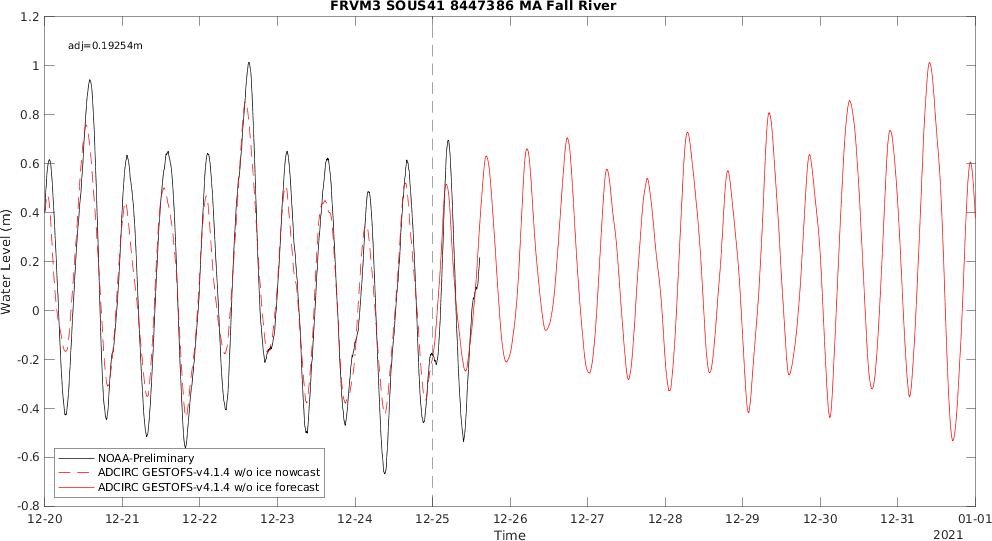 FRVM3 SOUS41 8447386 MA Fall River
adj=0.19254m
1.2
1
0.8
0.6
0.4
0.2
0
-0.2
-0.4
-0.6
-0.8
Water Level (m)
NOAA-Preliminary
ADCIRC GESTOFS-v4.1.4 w/o ice nowcast
ADCIRC GESTOFS-v4.1.4 w/o ice forecast
12-20 12-21 12-22 12-23 12-24 12-25 12-26 12-27 12-28 12-29 12-30 12-31 01-01
Time
2021